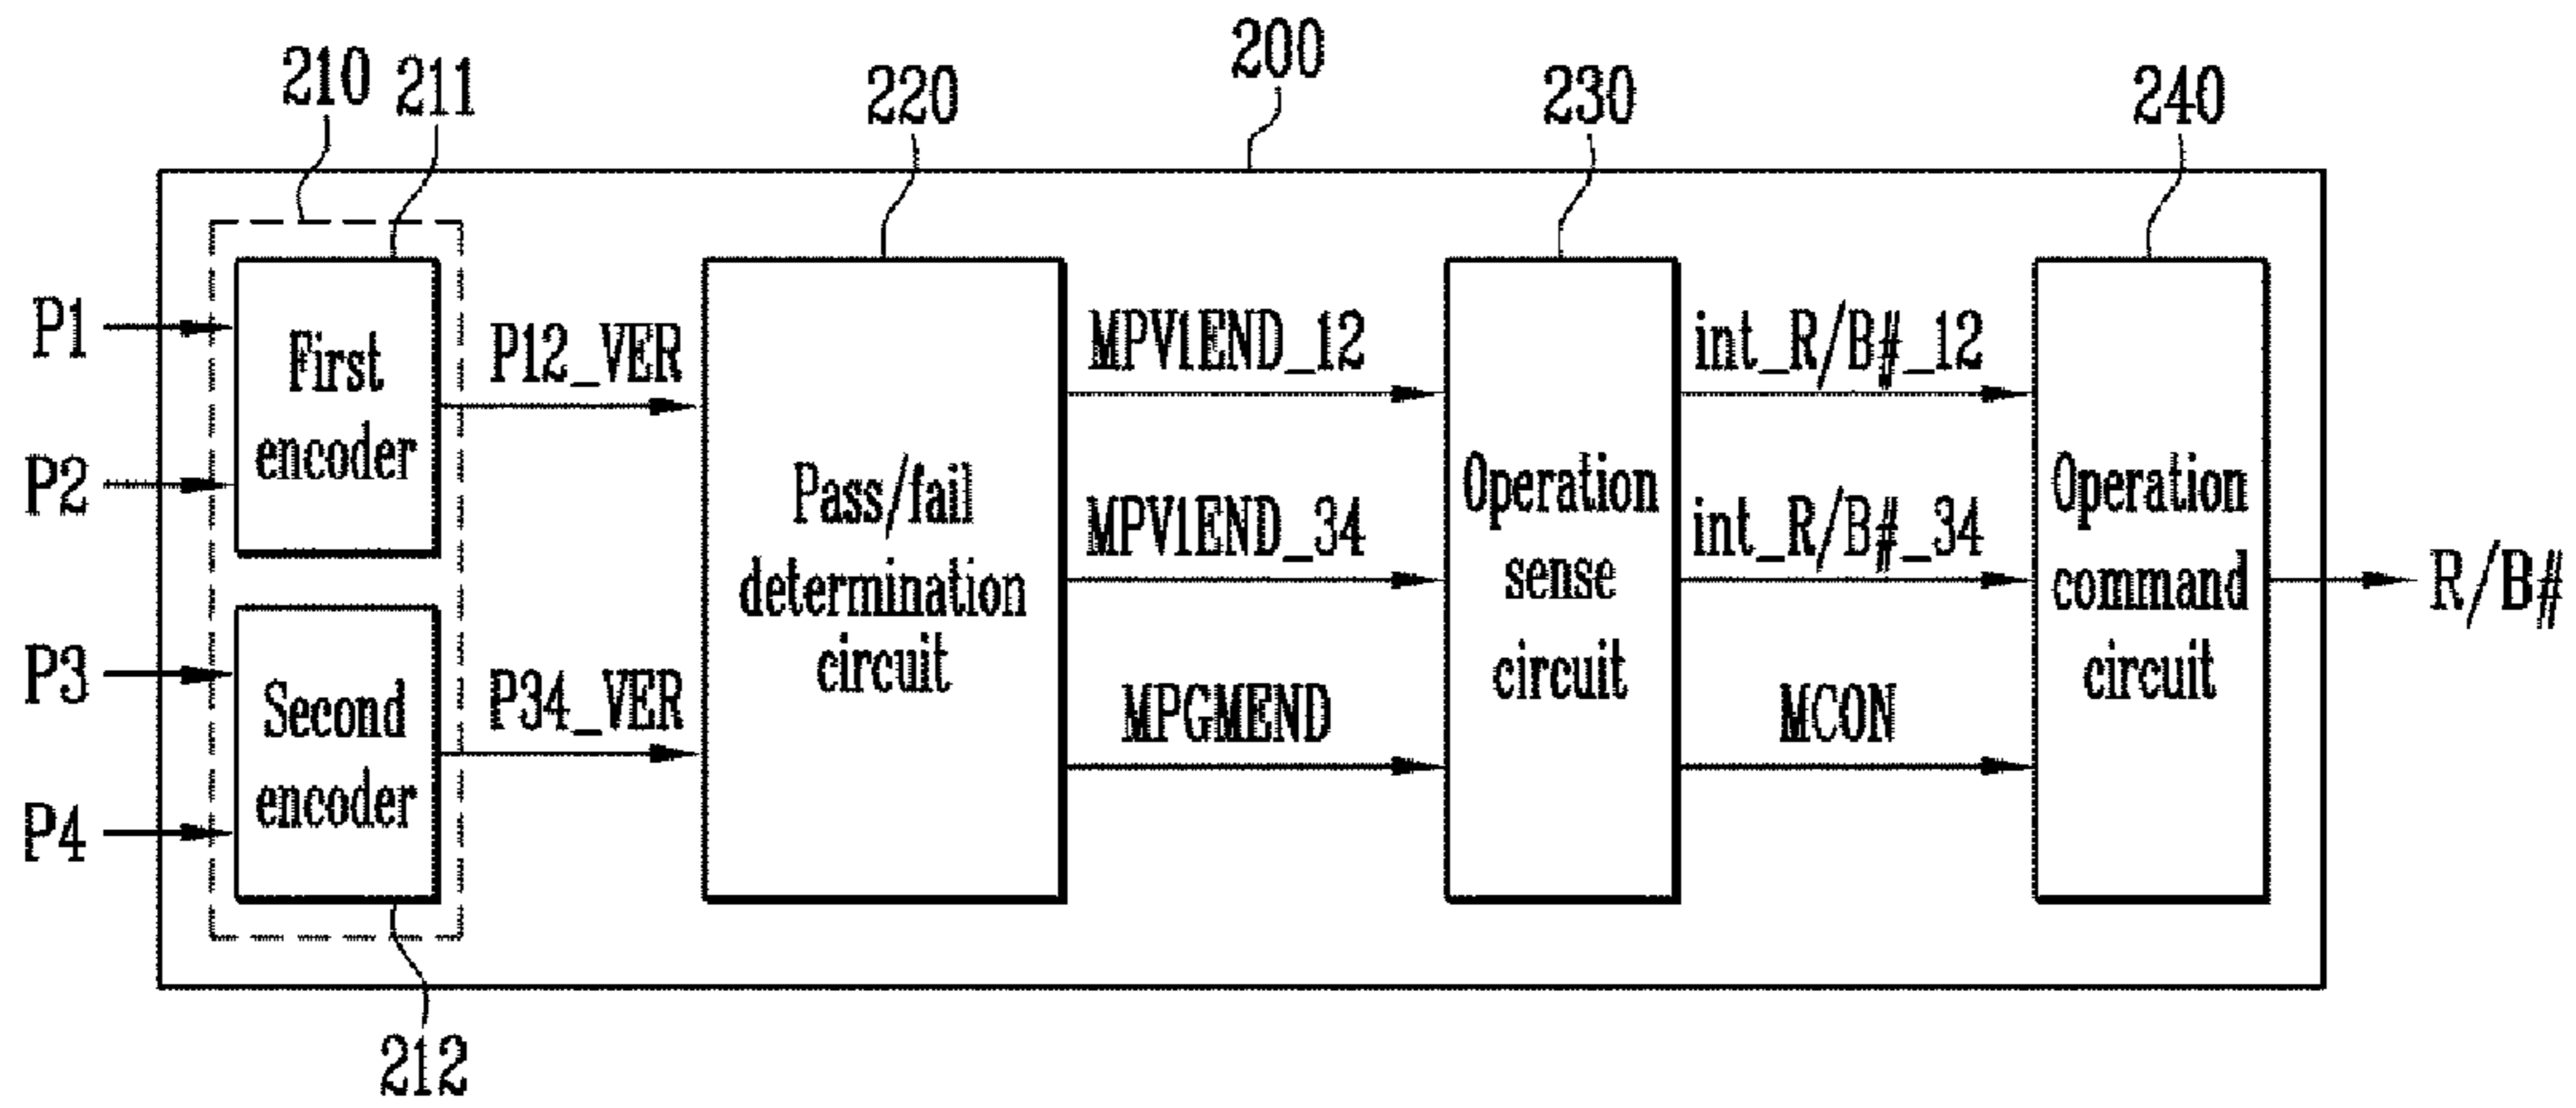 200
210
211
220
230
240
P1
P2
P3
P4
First
encoder
Second
encoder
212
P12_VER
P34_VER
Pass/fail
determination
circuit
MPV1END_12
MPV1END_34
MPGMEND
Operation
sense
circuit
int_R/B#_12
int_R/B#_34
MCON
Operation
command
circuit
R/B#